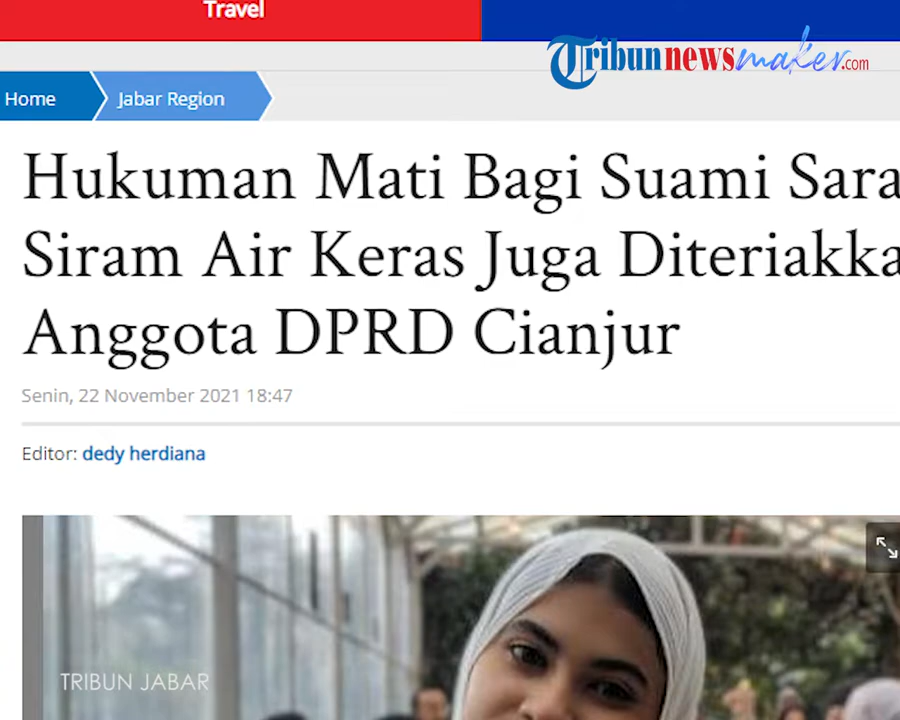 Travel
Tribunnewsmaker.com
Home
Jabar Region
Hukuman Mati Bagi Suami Sara
Siram Air Keras Juga Diteriakka
Anggota DPRD Cianjur
Senin, 22 November 2021 18:47
Editor: dedy herdiana
TRIBUN JABAR